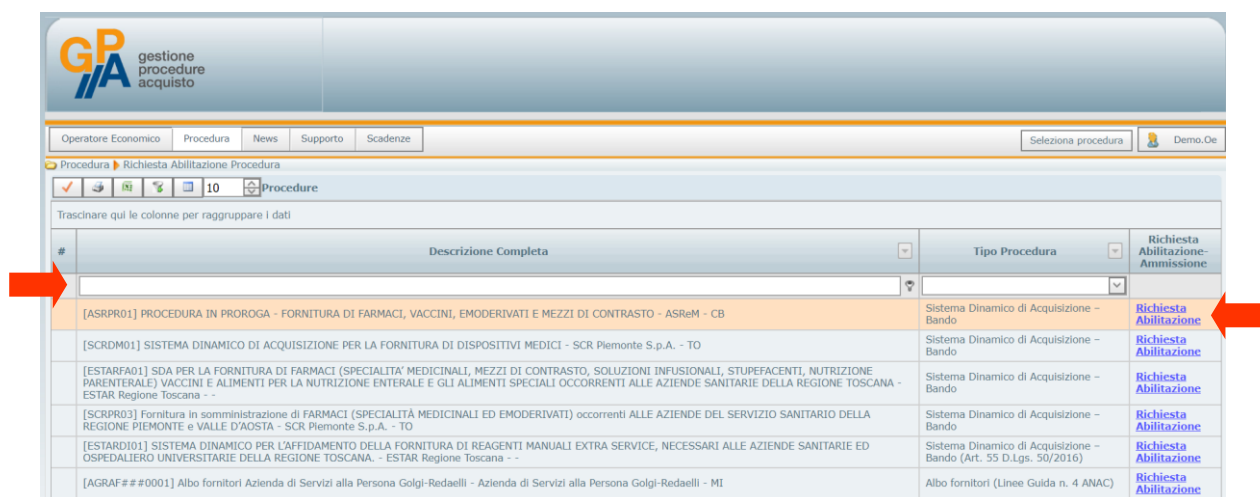 GPA
gestione
procedure
acquisto
Operatore Economico Procedura News Supporto Scadenze Seleziona procedura Demo.Oe
Procedura Richiesta Abilitazione Procedura
10 Procedure
Trascinare qui le colonne per raggruppare i dati
# Descrizione Completa Tipo Procedura Richiesta
Abilitazione-
Ammissione
[ASRPR01] PROCEDURA IN PROROGA - FORNITURA DI FARMACI, VACCINI, EMODERIVATI E MEZZI DI CONTRASTO - ASReM - CB
Sistema Dinamico di Acquisizione –
Bando
Richiesta
Abilitazione
[SCRDM01] SISTEMA DINAMICO DI ACQUISIZIONE PER LA FORNITURA DI DISPOSITIVI MEDICI - SCR Piemonte S.p.A. - TO
Sistema Dinamico di Acquisizione –
Bando
Richiesta
Abilitazione
[ESTARFA01] SDA PER LA FORNITURA DI FARMACI (SPECIALITA' MEDICINALI, MEZZI DI CONTRASTO, SOLUZIONI INFUSIONALI, STUPEFACENTI, NUTRIZIONE
PARENTERALE) VACCINI E ALIMENTI PER LA NUTRIZIONE ENTERALE E GLI ALIMENTI SPECIALI OCCORRENTI ALLE AZIENDE SANITARIE DELLA REGIONE TOSCANA -
ESTAR Regione Toscana - -
Sistema Dinamico di Acquisizione –
Bando
Richiesta
Abilitazione
[SCRPR03] Fornitura in somministrazione di FARMACI (SPECIALITÀ MEDICINALI ED EMODERIVATI) occorrenti ALLE AZIENDE DEL SERVIZIO SANITARIO DELLA
REGIONE PIEMONTE e VALLE D'AOSTA - SCR Piemonte S.p.A. - TO
Sistema Dinamico di Acquisizione –
Bando
Richiesta
Abilitazione
[ESTARDI01] SISTEMA DINAMICO PER L'AFFIDAMENTO DELLA FORNITURA DI REAGENTI MANUALI EXTRA SERVICE, NECESSARI ALLE AZIENDE SANITARIE ED
OSPEDALIERO UNIVERSITARIE DELLA REGIONE TOSCANA. - ESTAR Regione Toscana - -
Sistema Dinamico di Acquisizione –
Bando (Art. 55 D.Lgs. 50/2016)
Richiesta
Abilitazione
[AGRAF###0001] Albo fornitori Azienda di Servizi alla Persona Golgi-Redaelli - Azienda di Servizi alla Persona Golgi-Redaelli - MI
Albo fornitori (Linee Guida n. 4 ANAC)
Richiesta
Abilitazione